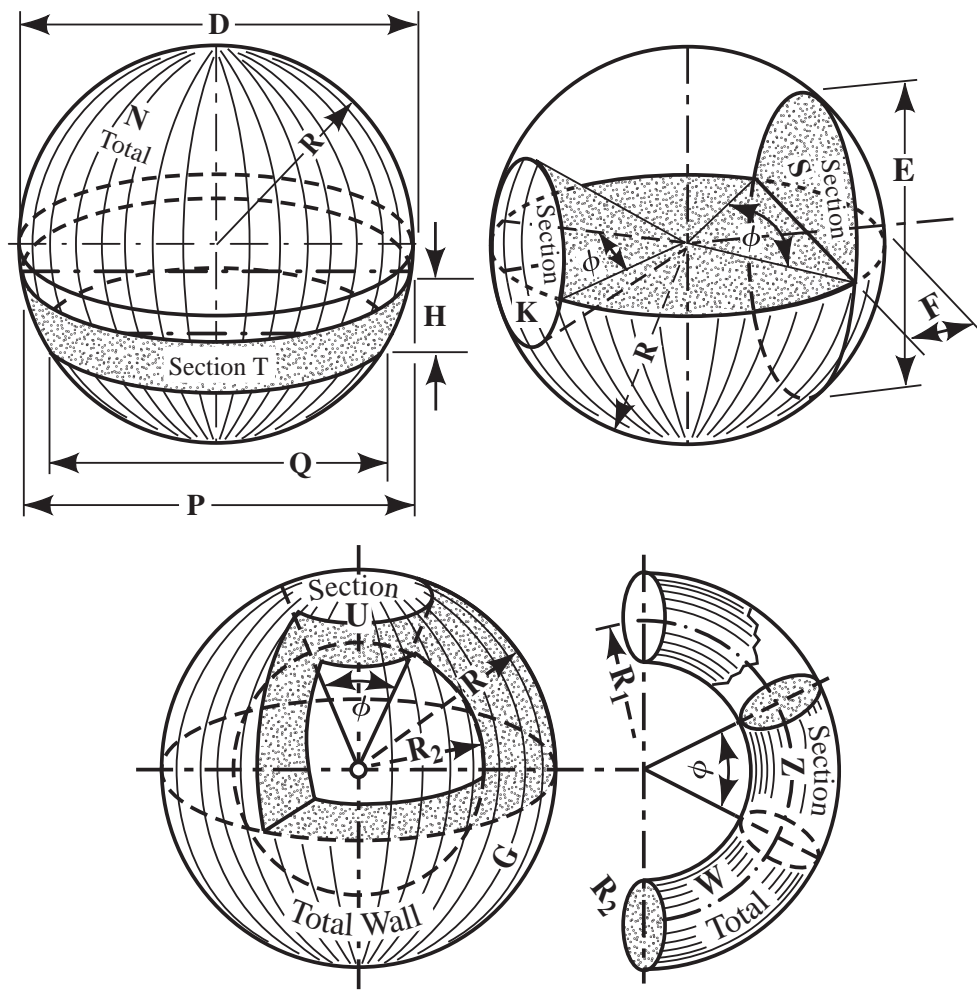 D
N
Total
R
H
Section T
Q
P
Section
S
E
ϕ
ϕ
Section
K
R
F
Section
U
ϕ
R
R₂
G
Total Wall
R₁
ϕ
Section
Z
W
Total
R₂